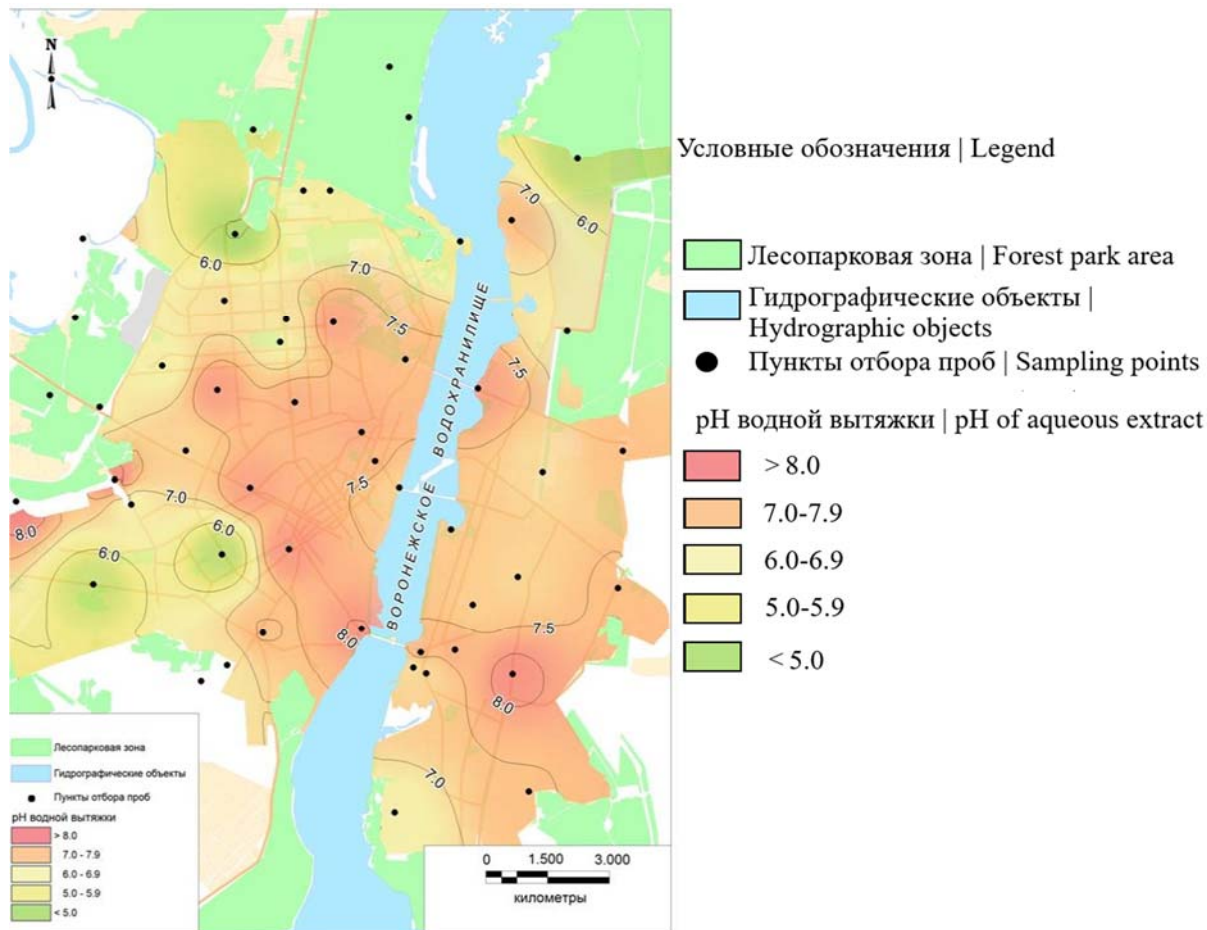 N
7.0
6.0
6.0
7.0
7.5
7.5
7.5
7.0
6.0
8.0
6.0
8.0
7.5
8.0
7.0
ВОРОНЕЖСКОЕ ВОДОХРАНИЛИЩЕ
Лесопарковая зона
Гидрографические объекты
Пункты отбора проб
pH водной вытяжки
> 8.0
7.0 - 7.9
6.0 - 6.9
5.0 - 5.9
< 5.0
0 1.500 3.000
километры
Условные обозначения | Legend
Лесопарковая зона | Forest park area
Гидрографические объекты |
Hydrographic objects
Пункты отбора проб | Sampling points
pH водной вытяжки | pH of aqueous extract
> 8.0
7.0-7.9
6.0-6.9
5.0-5.9
< 5.0